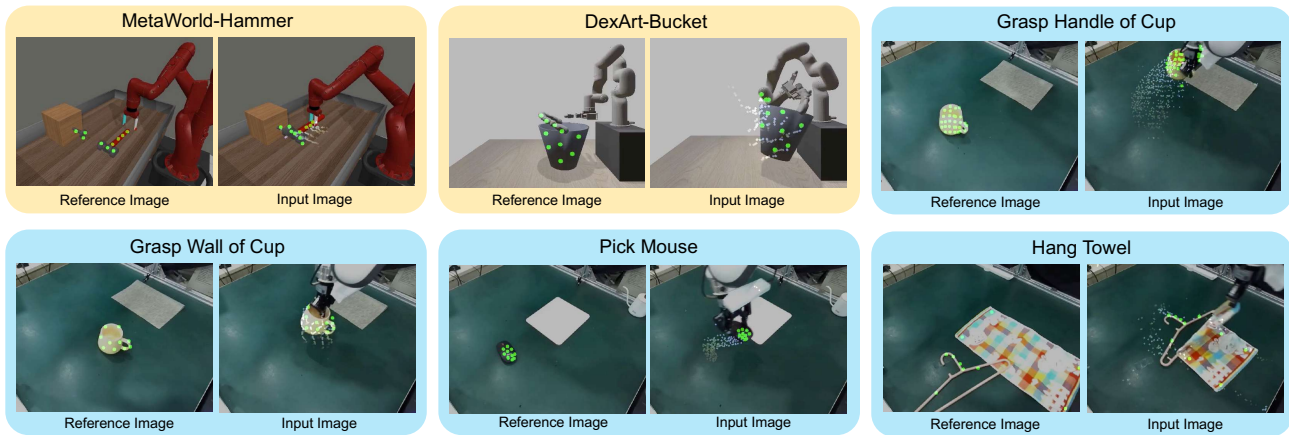 MetaWorld-Hammer
Reference Image
Input Image
DexArt-Bucket
Reference Image
Input Image
Grasp Handle of Cup
Reference Image
Input Image
Grasp Wall of Cup
Reference Image
Input Image
Pick Mouse
Reference Image
Input Image
Hang Towel
Reference Image
Input Image